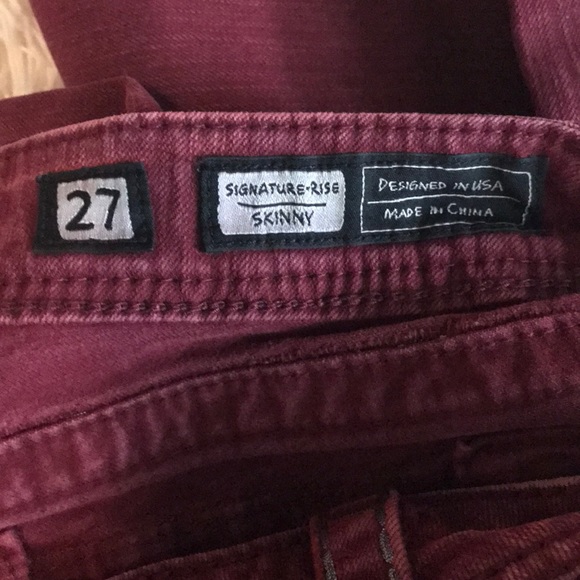 27
SIGNATURE·RISE
SKINNY
DESIGNED IN USA
MADE IN CHINA